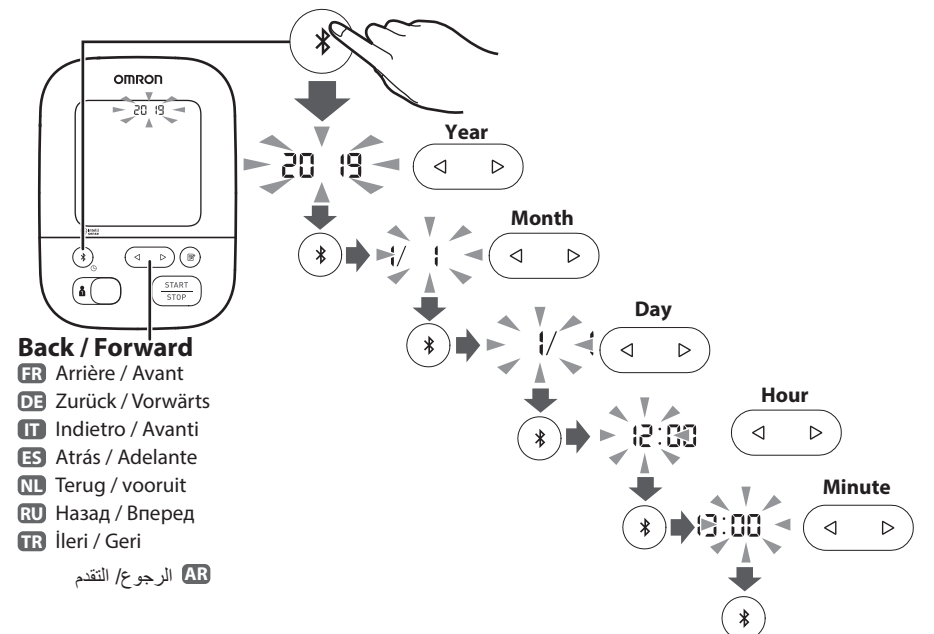 OMRON
20 19
intelli
sense
START
STOP
Year
20 19
Month
1/ 1
Day
1/ 1
Hour
12:00
Minute
13:00
Back / Forward
FR Arrière / Avant
DE Zurück / Vorwärts
IT Indietro / Avanti
ES Atrás / Adelante
NL Terug / vooruit
RU Назад / Вперед
TR İleri / Geri
AR الرجوع/ التقدم